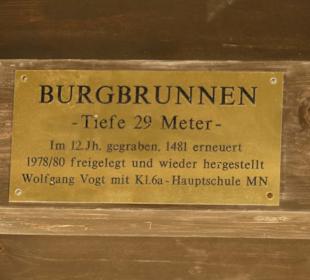 BURGBRUNNEN
-Tiefe 29 Meter-
Im 12.Jh. gegraben, 1481 erneuert
1978/80 freigelegt und wieder hergestellt
Wolfgang Vogt mit Kl.6a-Hauptschule MN